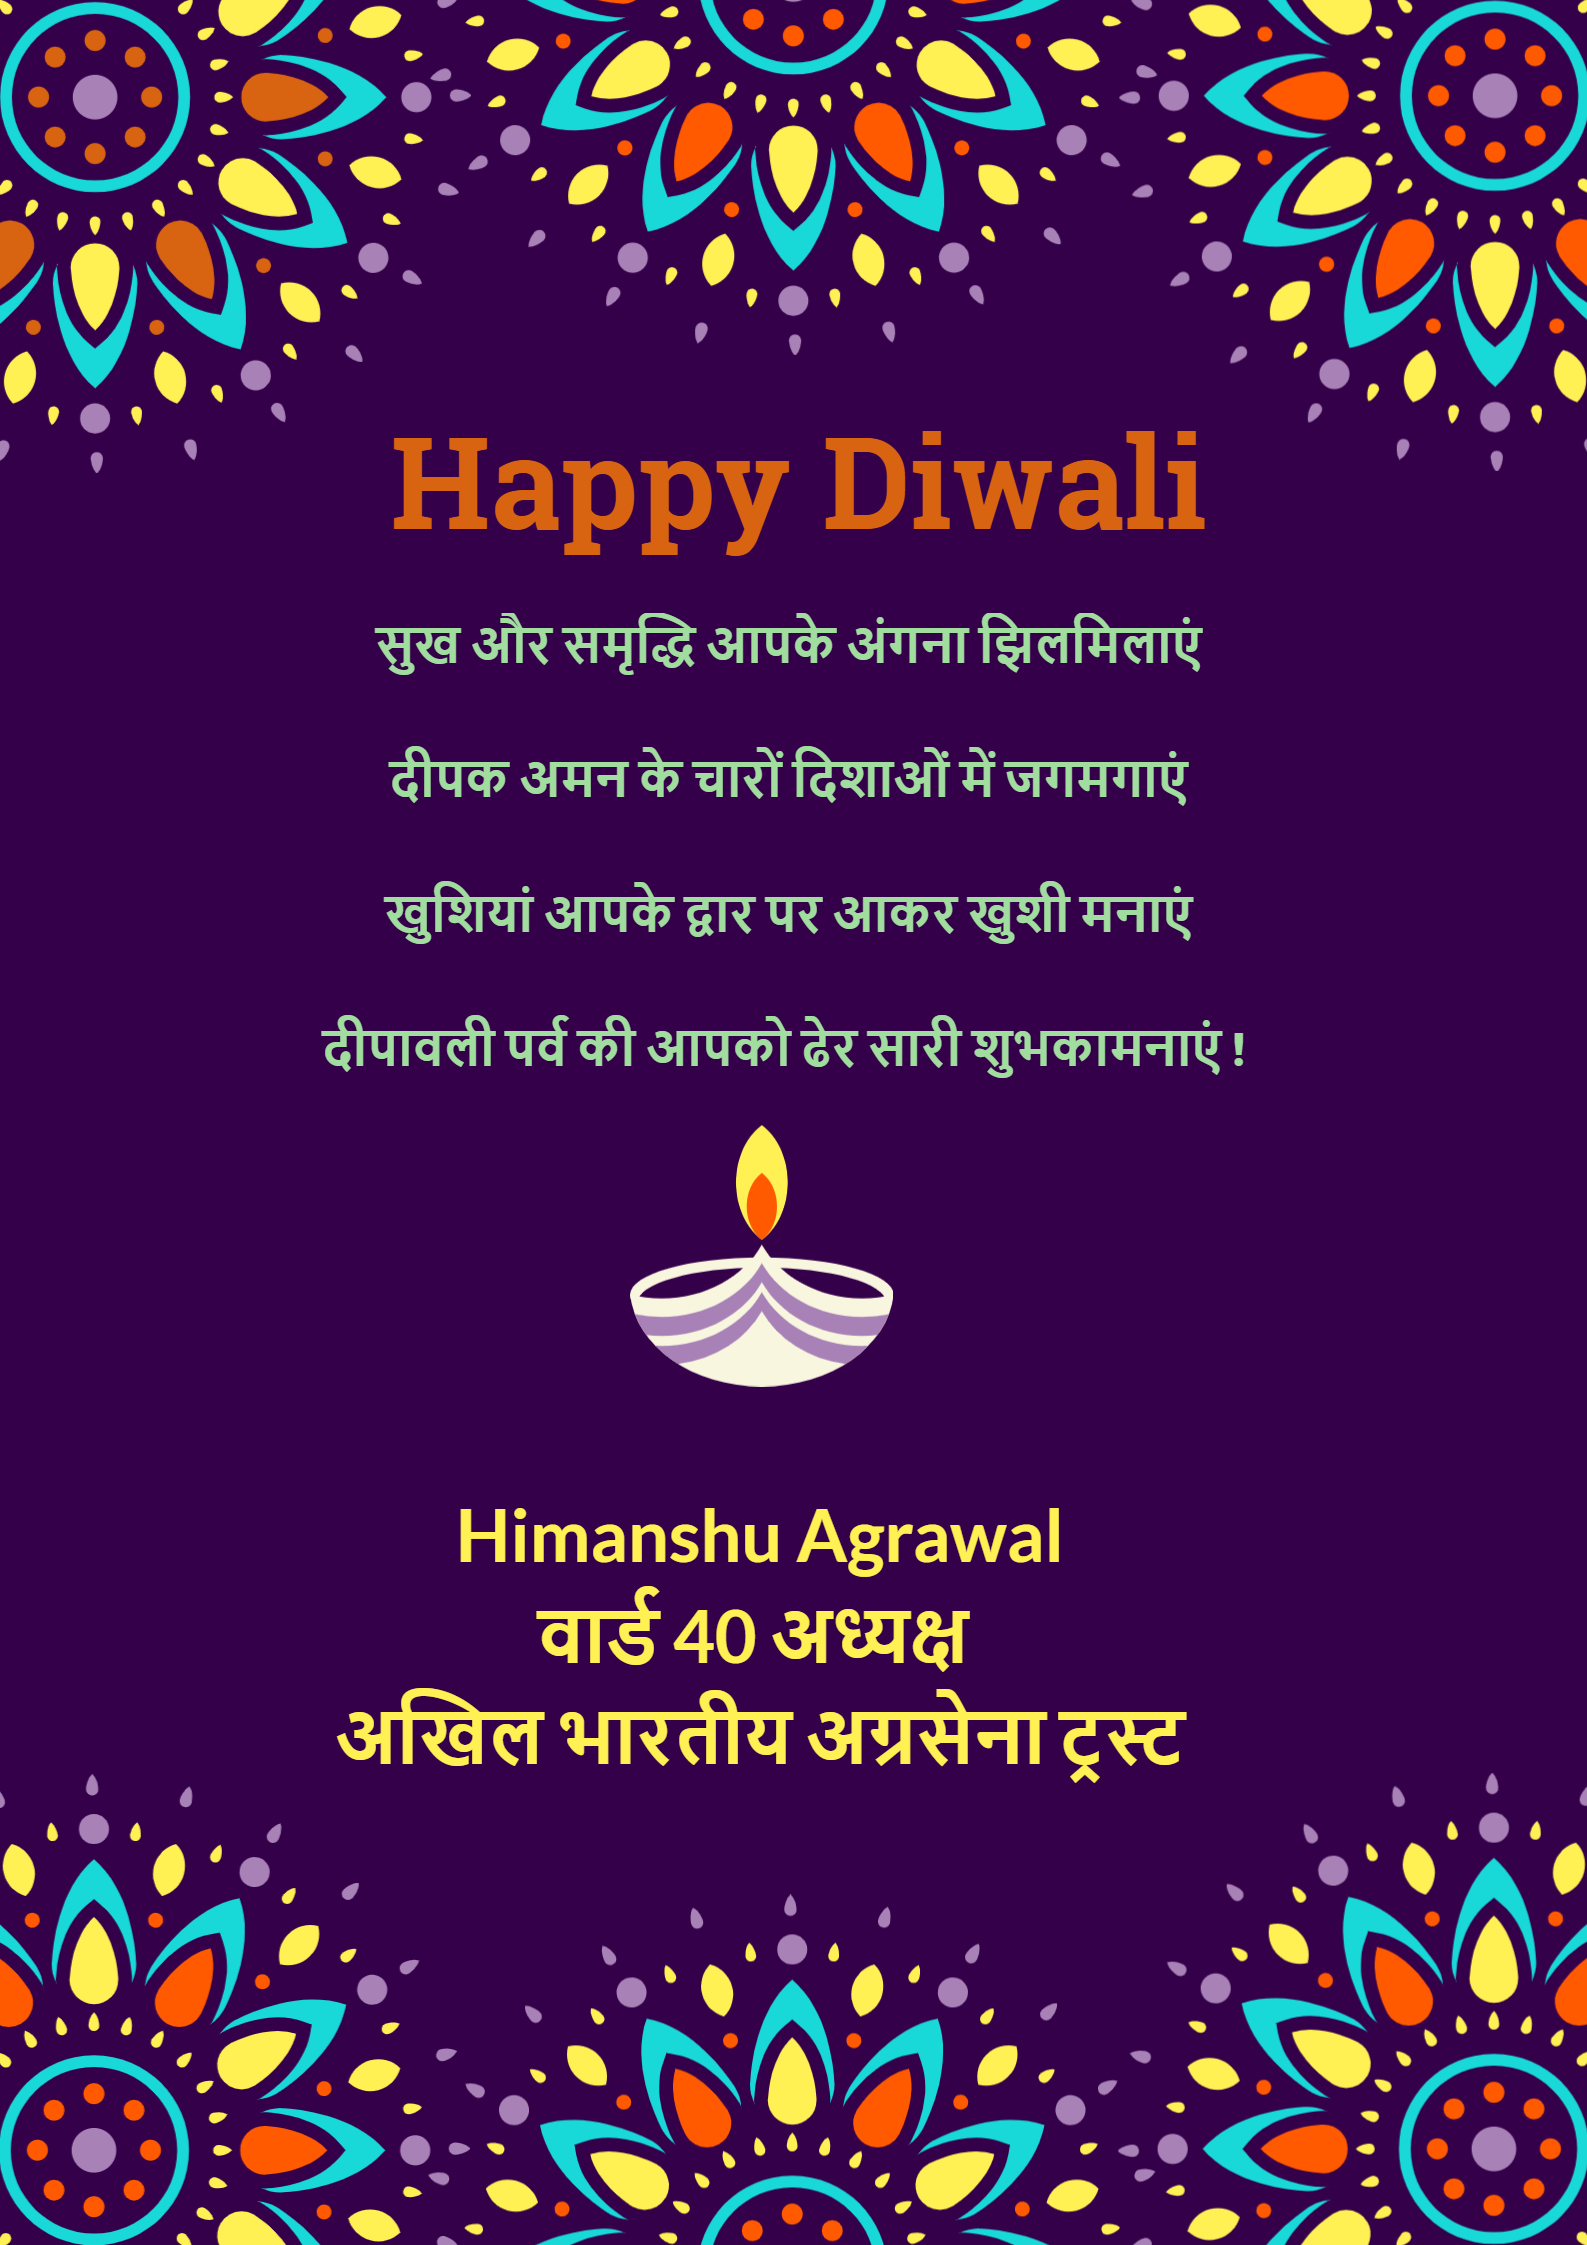 Happy Diwali
सुख और समृद्धि आपके अंगना झिलमिलाएं
दीपक अमन के चारों दिशाओं में जगमगाएं
खुशियां आपके द्वार पर आकर खुशी मनाएं
दीपावली पर्व की आपको ढेर सारी शुभकामनाएं !
Himanshu Agrawal
वार्ड 40 अध्यक्ष
अखिल भारतीय अग्रसेना ट्रस्ट